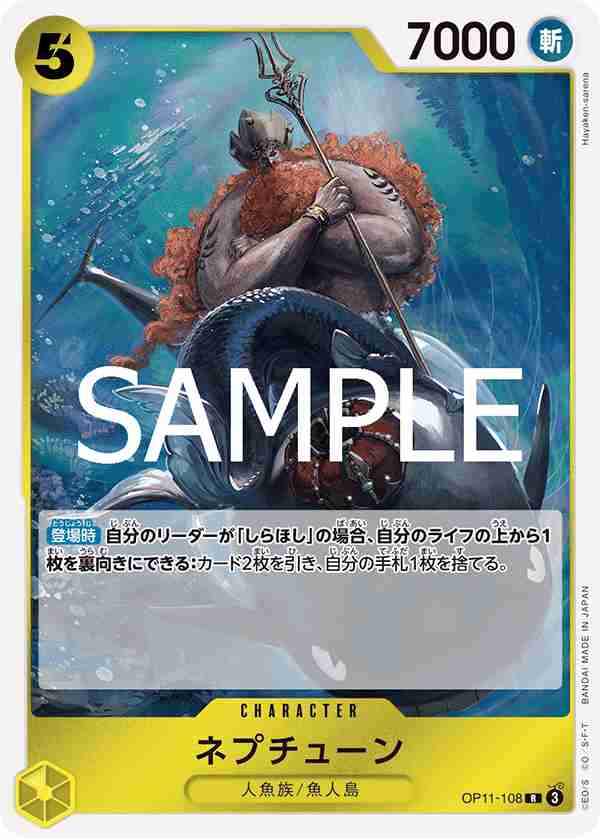 5
7000
斬
Hayaken-sarena
SAMPLE
登場時 自分のリーダーが「しらほし」の場合、自分のライフの上から1
枚を裏向きにできる:カード2枚を引き、自分の手札1枚を捨てる。
CHARACTER
ネプチューン
人魚族/魚人島
OP11-108 R 3
©E.O/S ©O/S・F・T BANDAI MADE IN JAPAN